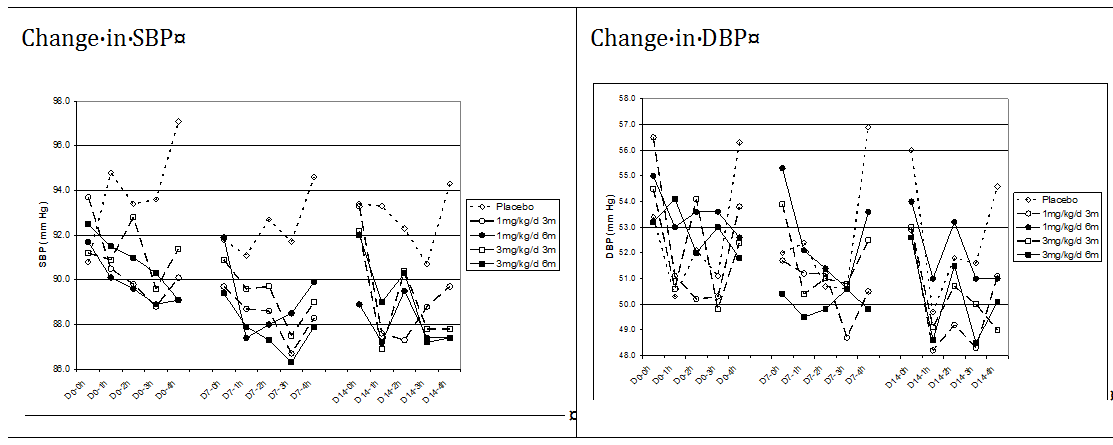 Change·in·SBP¤
98.0
96.0
94.0
92.0
90.0
88.0
86.0
SBP (mm Hg)
D0-0h
D0-1h
D0-2h
D0-3h
D0-4h
D7-0h
D7-1h
D7-2h
D7-3h
D7-4h
D14-0h
D14-1h
D14-2h
D14-3h
D14-4h
Placebo
1mg/kg/d 3m
1mg/kg/d 6m
3mg/kg/d 3m
3mg/kg/d 6m
¤
Change·in·DBP¤
58.0
57.0
56.0
55.0
54.0
53.0
52.0
51.0
50.0
49.0
48.0
DBP (mm Hg)
D0-0h
D0-1h
D0-2h
D0-3h
D0-4h
D7-0h
D7-1h
D7-2h
D7-3h
D7-4h
D14-0h
D14-1h
D14-2h
D14-3h
D14-4h
Placebo
1mg/kg/d 3m
1mg/kg/d 6m
3mg/kg/d 3m
3mg/kg/d 6m
¤